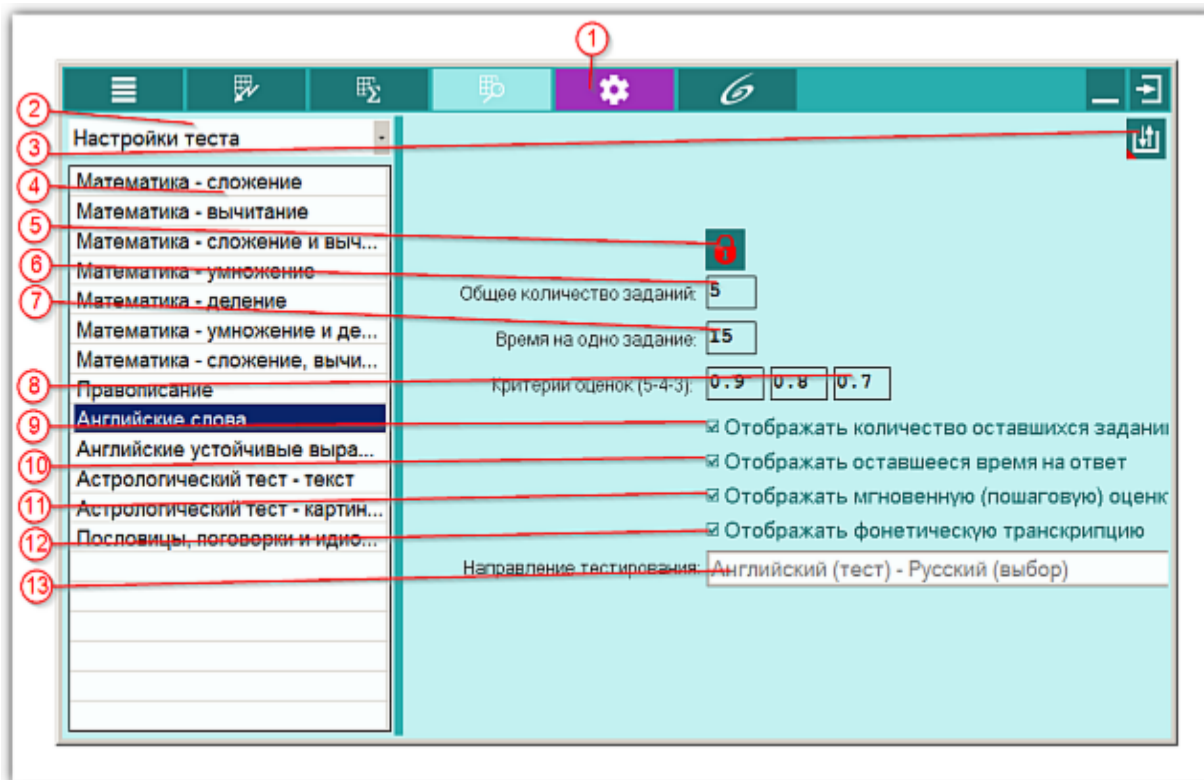 1
2
Настройки теста
3
4
Математика - сложение
Математика - вычитание
5
Математика - сложение и выч...
6
Математика - умножение
7
Математика - деление
Общее количество заданий: 5
Математика - умножение и де...
Время на одно задание: 15
Математика - сложение, вычи...
8
Правописание
Критерии оценок (5-4-3): 0.9 0.8 0.7
9
Английские слова
Отображать количество оставшихся задани
10
Английские устойчивые выра...
Отображать оставшееся время на ответ
Астрологический тест - текст
11
Астрологический тест - картин...
Отображать мгновенную (пошаговую) оценк
12
Пословицы, поговорки и идио...
Отображать фонетическую транскрипцию
13
Направление тестирования: Английский (тест) - Русский (выбор)